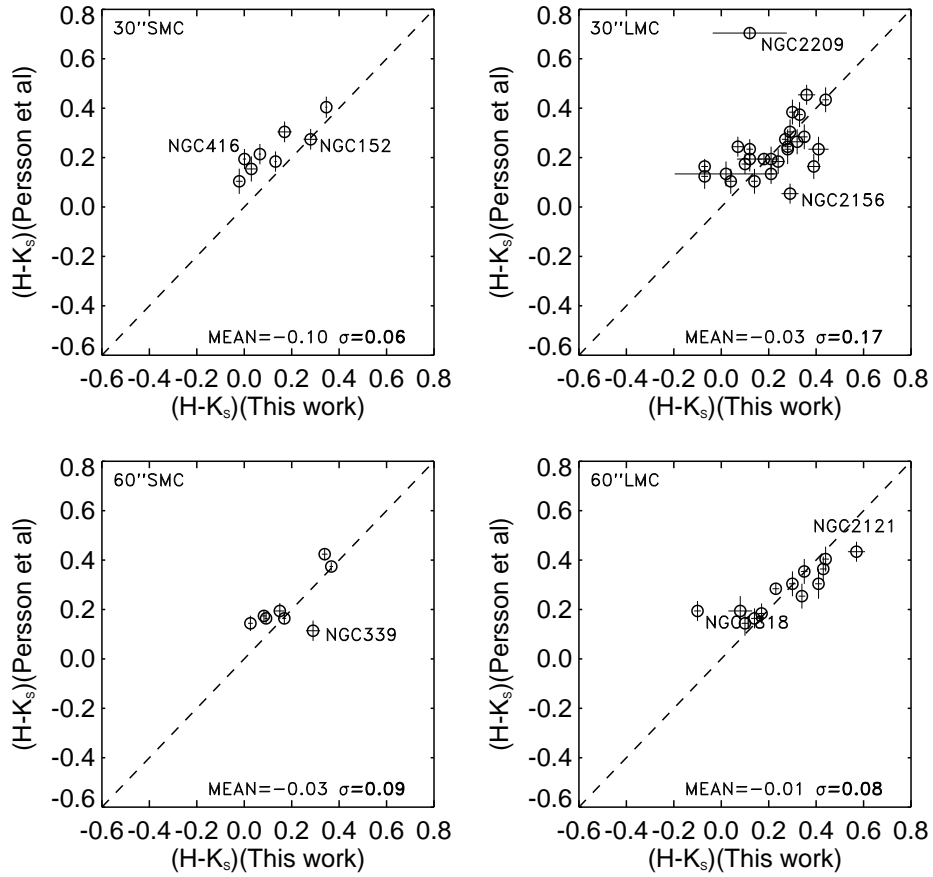 30''SMC
NGC416
NGC152
MEAN=−0.10 σ=0.06
0.8
0.6
0.4
0.2
0.0
-0.2
-0.4
-0.6
-0.6 -0.4 -0.2 0.0 0.2 0.4 0.6 0.8
(H-Ks)(This work)
(H-Ks)(Persson et al)
30''LMC
NGC2209
NGC2156
MEAN=−0.03 σ=0.17
0.8
0.6
0.4
0.2
0.0
-0.2
-0.4
-0.6
-0.6 -0.4 -0.2 0.0 0.2 0.4 0.6 0.8
(H-Ks)(This work)
(H-Ks)(Persson et al)
60''SMC
NGC339
MEAN=−0.03 σ=0.09
0.8
0.6
0.4
0.2
0.0
-0.2
-0.4
-0.6
-0.6 -0.4 -0.2 0.0 0.2 0.4 0.6 0.8
(H-Ks)(This work)
(H-Ks)(Persson et al)
60''LMC
NGC2121
MEAN=−0.01 σ=0.08
0.8
0.6
0.4
0.2
0.0
-0.2
-0.4
-0.6
-0.6 -0.4 -0.2 0.0 0.2 0.4 0.6 0.8
(H-Ks)(This work)
(H-Ks)(Persson et al)